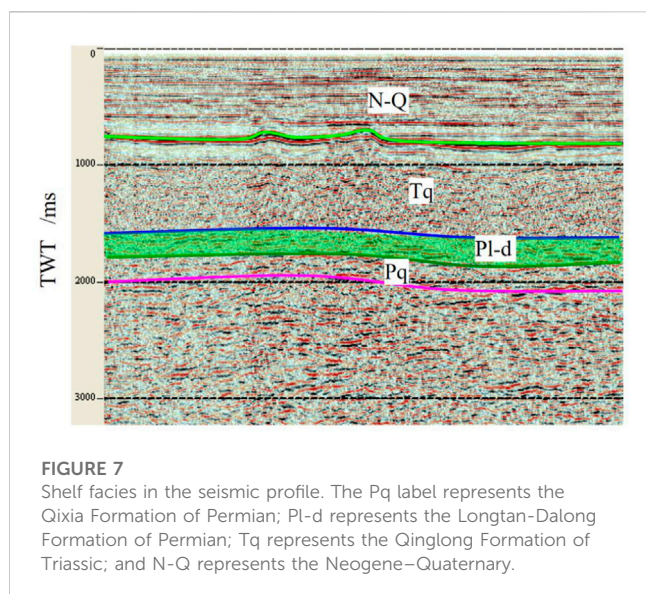 0
N-Q
1000
Tq
TWT /ms
Pl-d
Pq
2000
3000
FIGURE 7
Shelf facies in the seismic profile. The Pq label represents the
Qixia Formation of Permian; Pl-d represents the Longtan-Dalong
Formation of Permian; Tq represents the Qinglong Formation of
Triassic; and N-Q represents the Neogene–Quaternary.